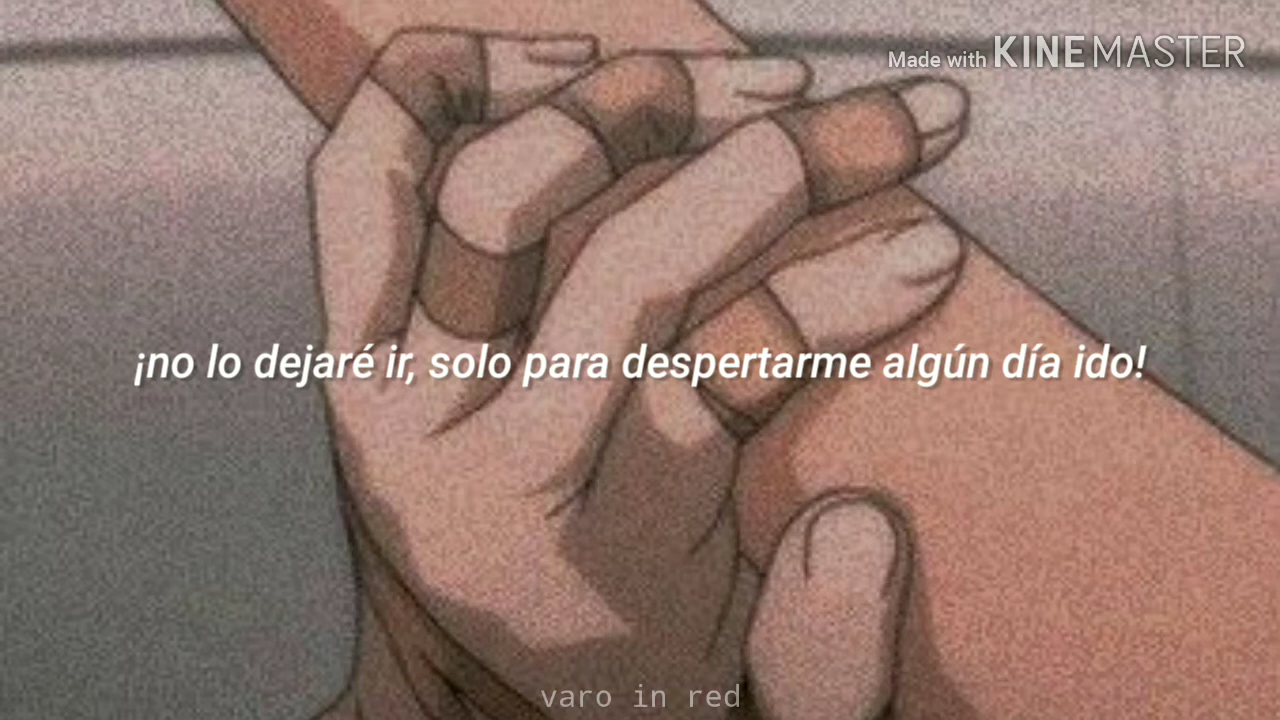 Made with KINEMASTER
¡no lo dejaré ir, solo para despertarme algún día ido!
varo in red